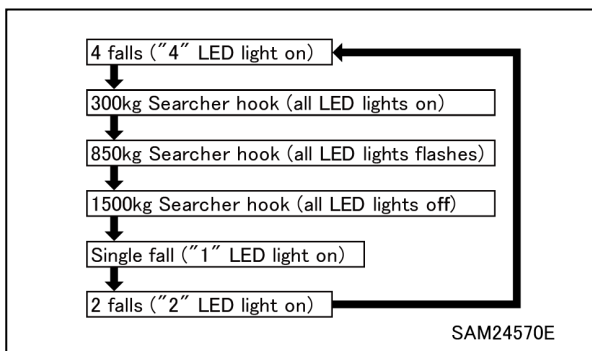 4 falls ("4" LED light on)
300kg Searcher hook (all LED lights on)
850kg Searcher hook (all LED lights flashes)
1500kg Searcher hook (all LED lights off)
Single fall ("1" LED light on)
2 falls ("2" LED light on)
SAM24570E